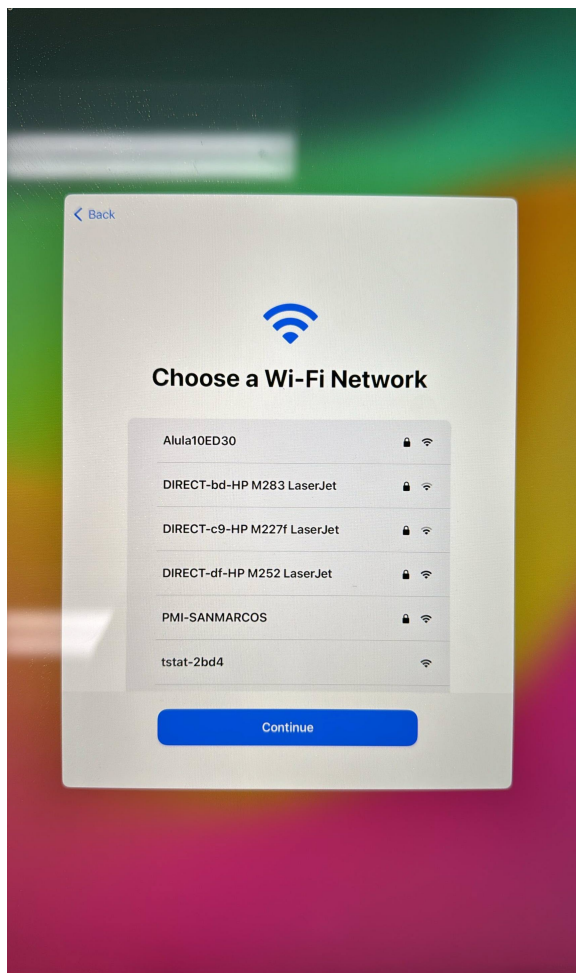 Back
Choose a Wi-Fi Network
Alula10ED30
DIRECT-bd-HP M283 LaserJet
DIRECT-c9-HP M227f LaserJet
DIRECT-df-HP M252 LaserJet
PMI-SANMARCOS
tstat-2bd4
Continue